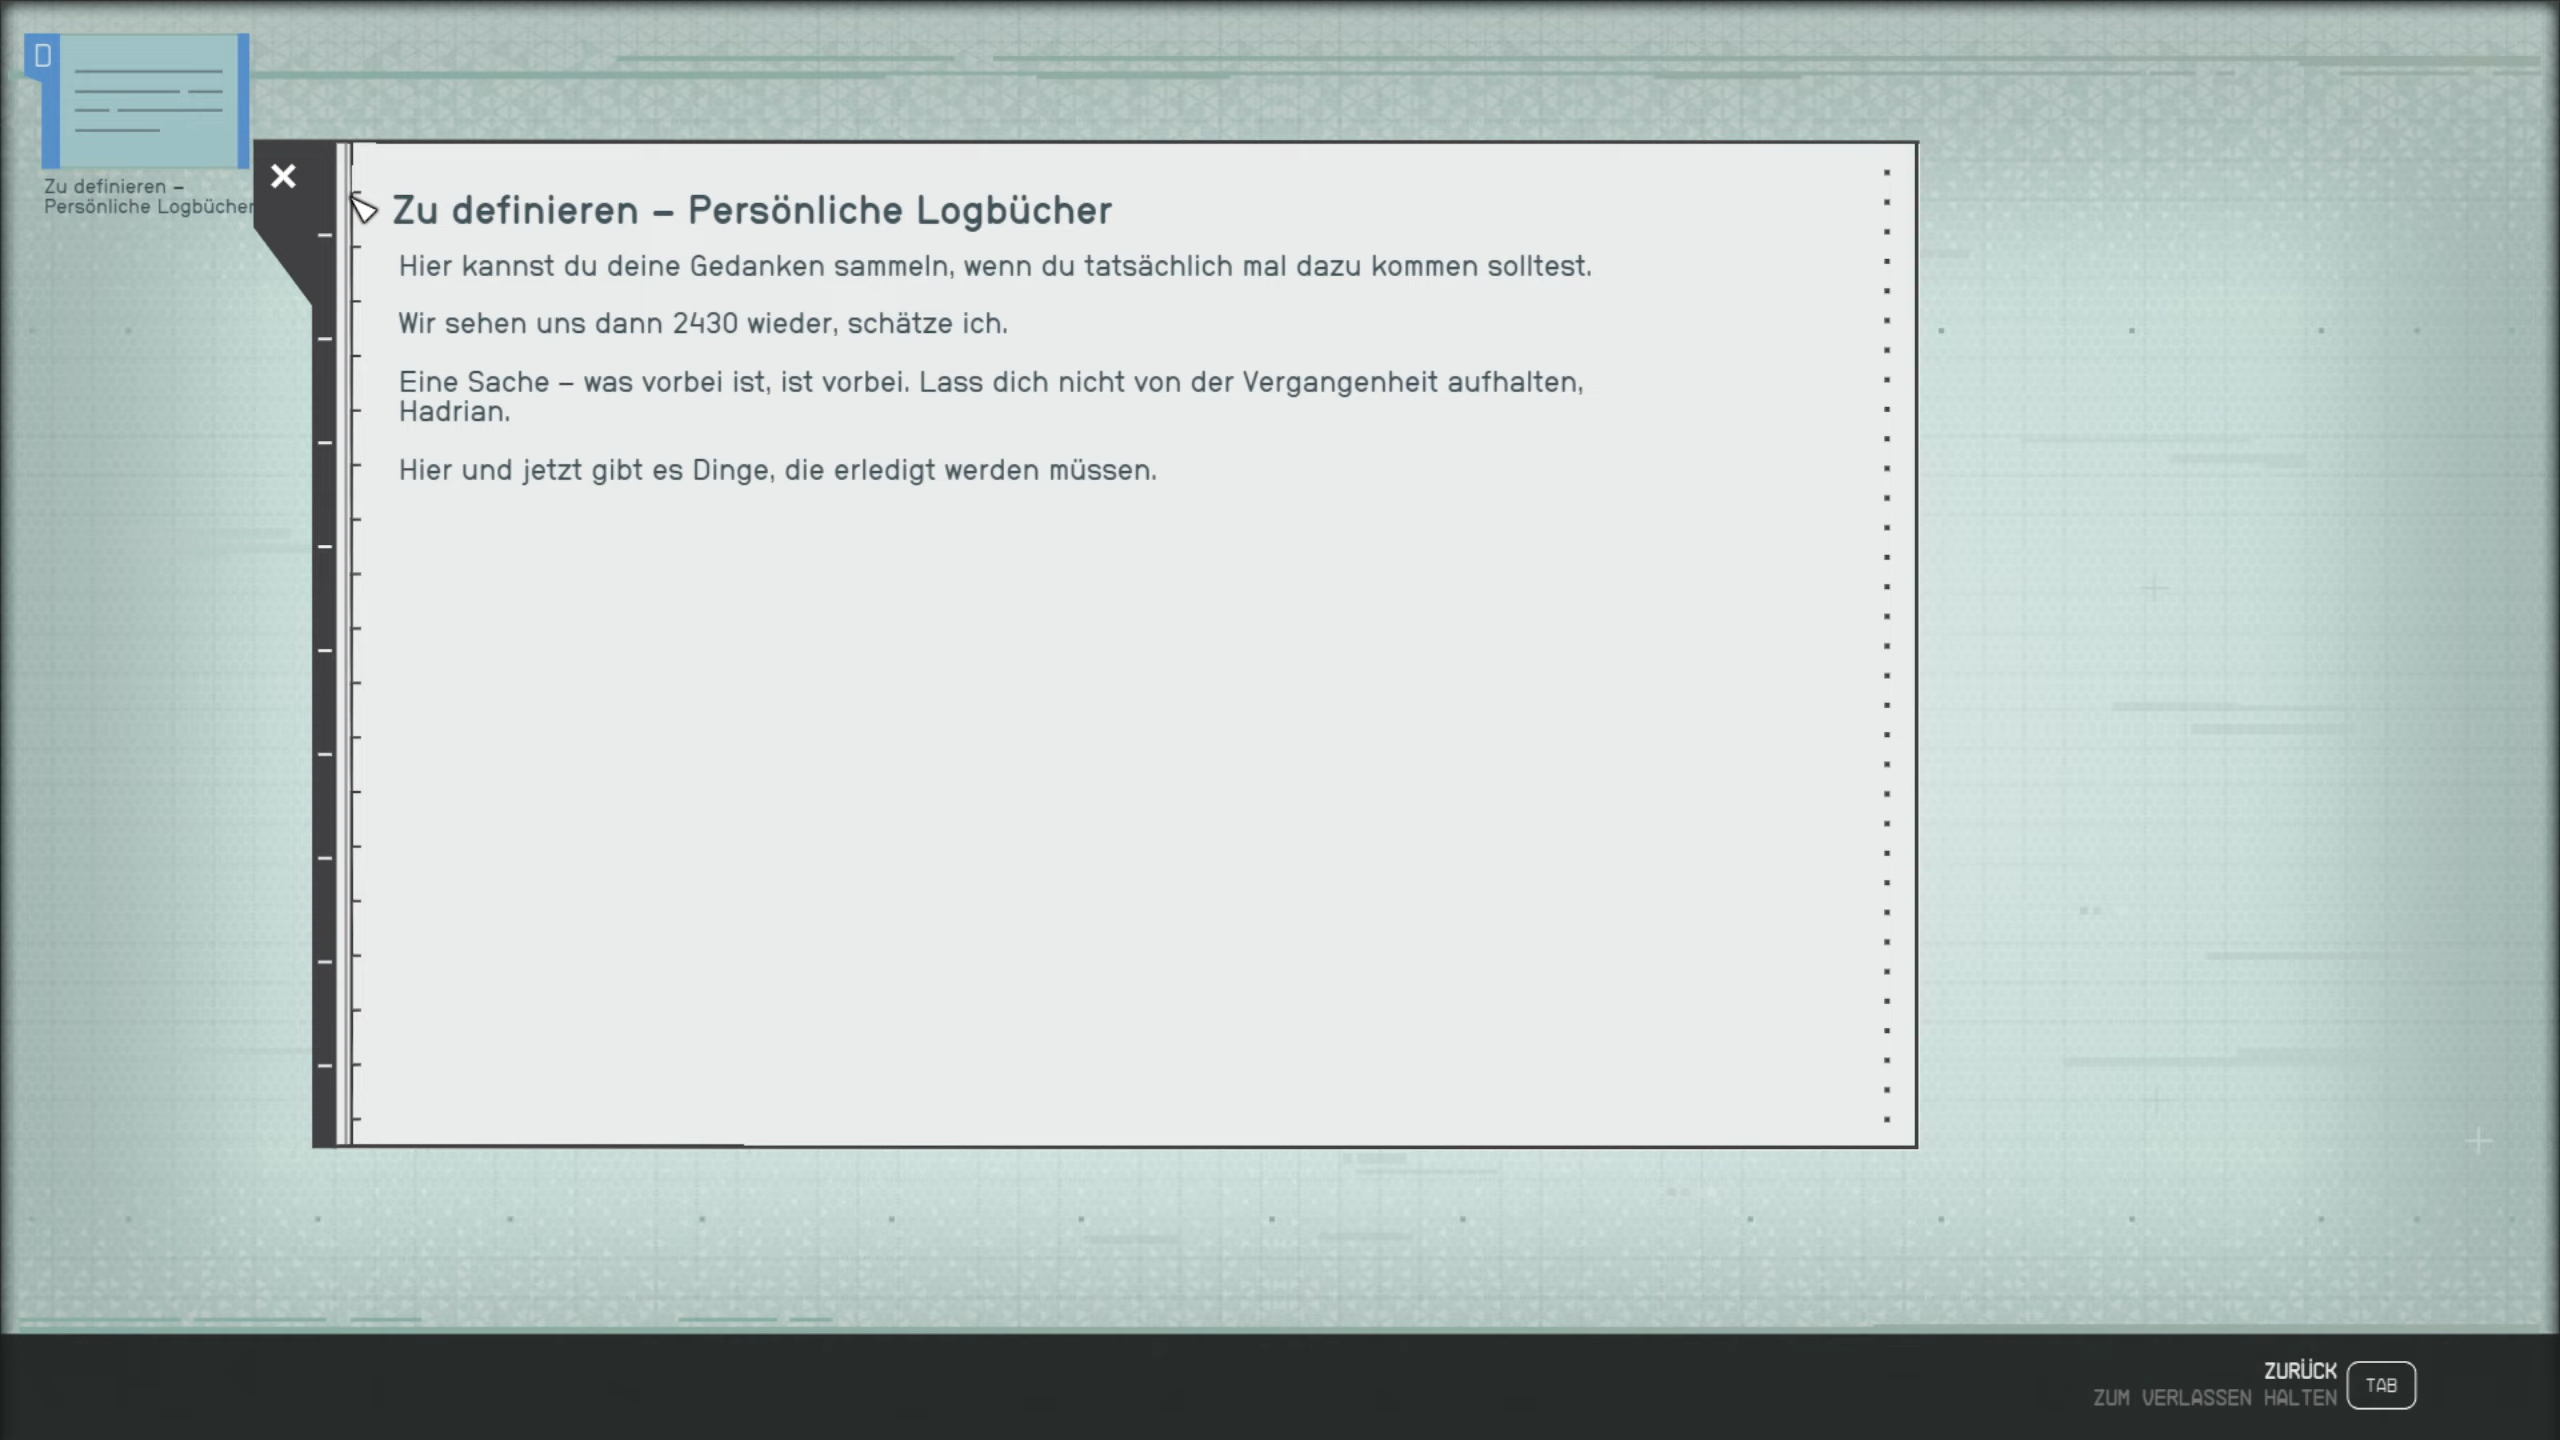 D
Zu definieren –
Persönliche Logbücher
Zu definieren – Persönliche Logbücher
Hier kannst du deine Gedanken sammeln, wenn du tatsächlich mal dazu kommen solltest.
Wir sehen uns dann 2430 wieder, schätze ich.
Eine Sache – was vorbei ist, ist vorbei. Lass dich nicht von der Vergangenheit aufhalten,
Hadrian.
Hier und jetzt gibt es Dinge, die erledigt werden müssen.
ZURÜCK
ZUM VERLASSEN HALTEN
TAB